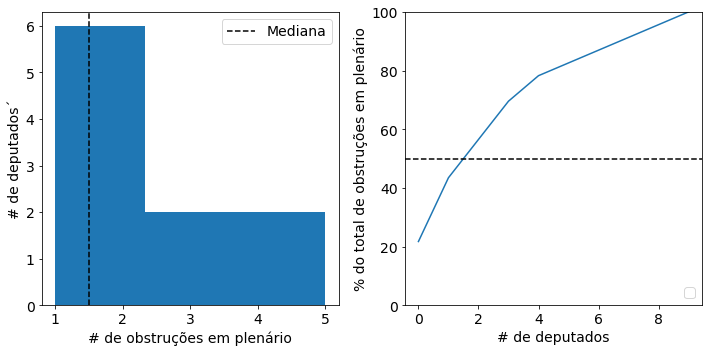 Mediana
6
5
4
3
2
1
0
# de deputados´
1 2 3 4 5
# de obstruções em plenário
100
80
60
40
20
0
% do total de obstruções em plenário
0 2 4 6 8
# de deputados